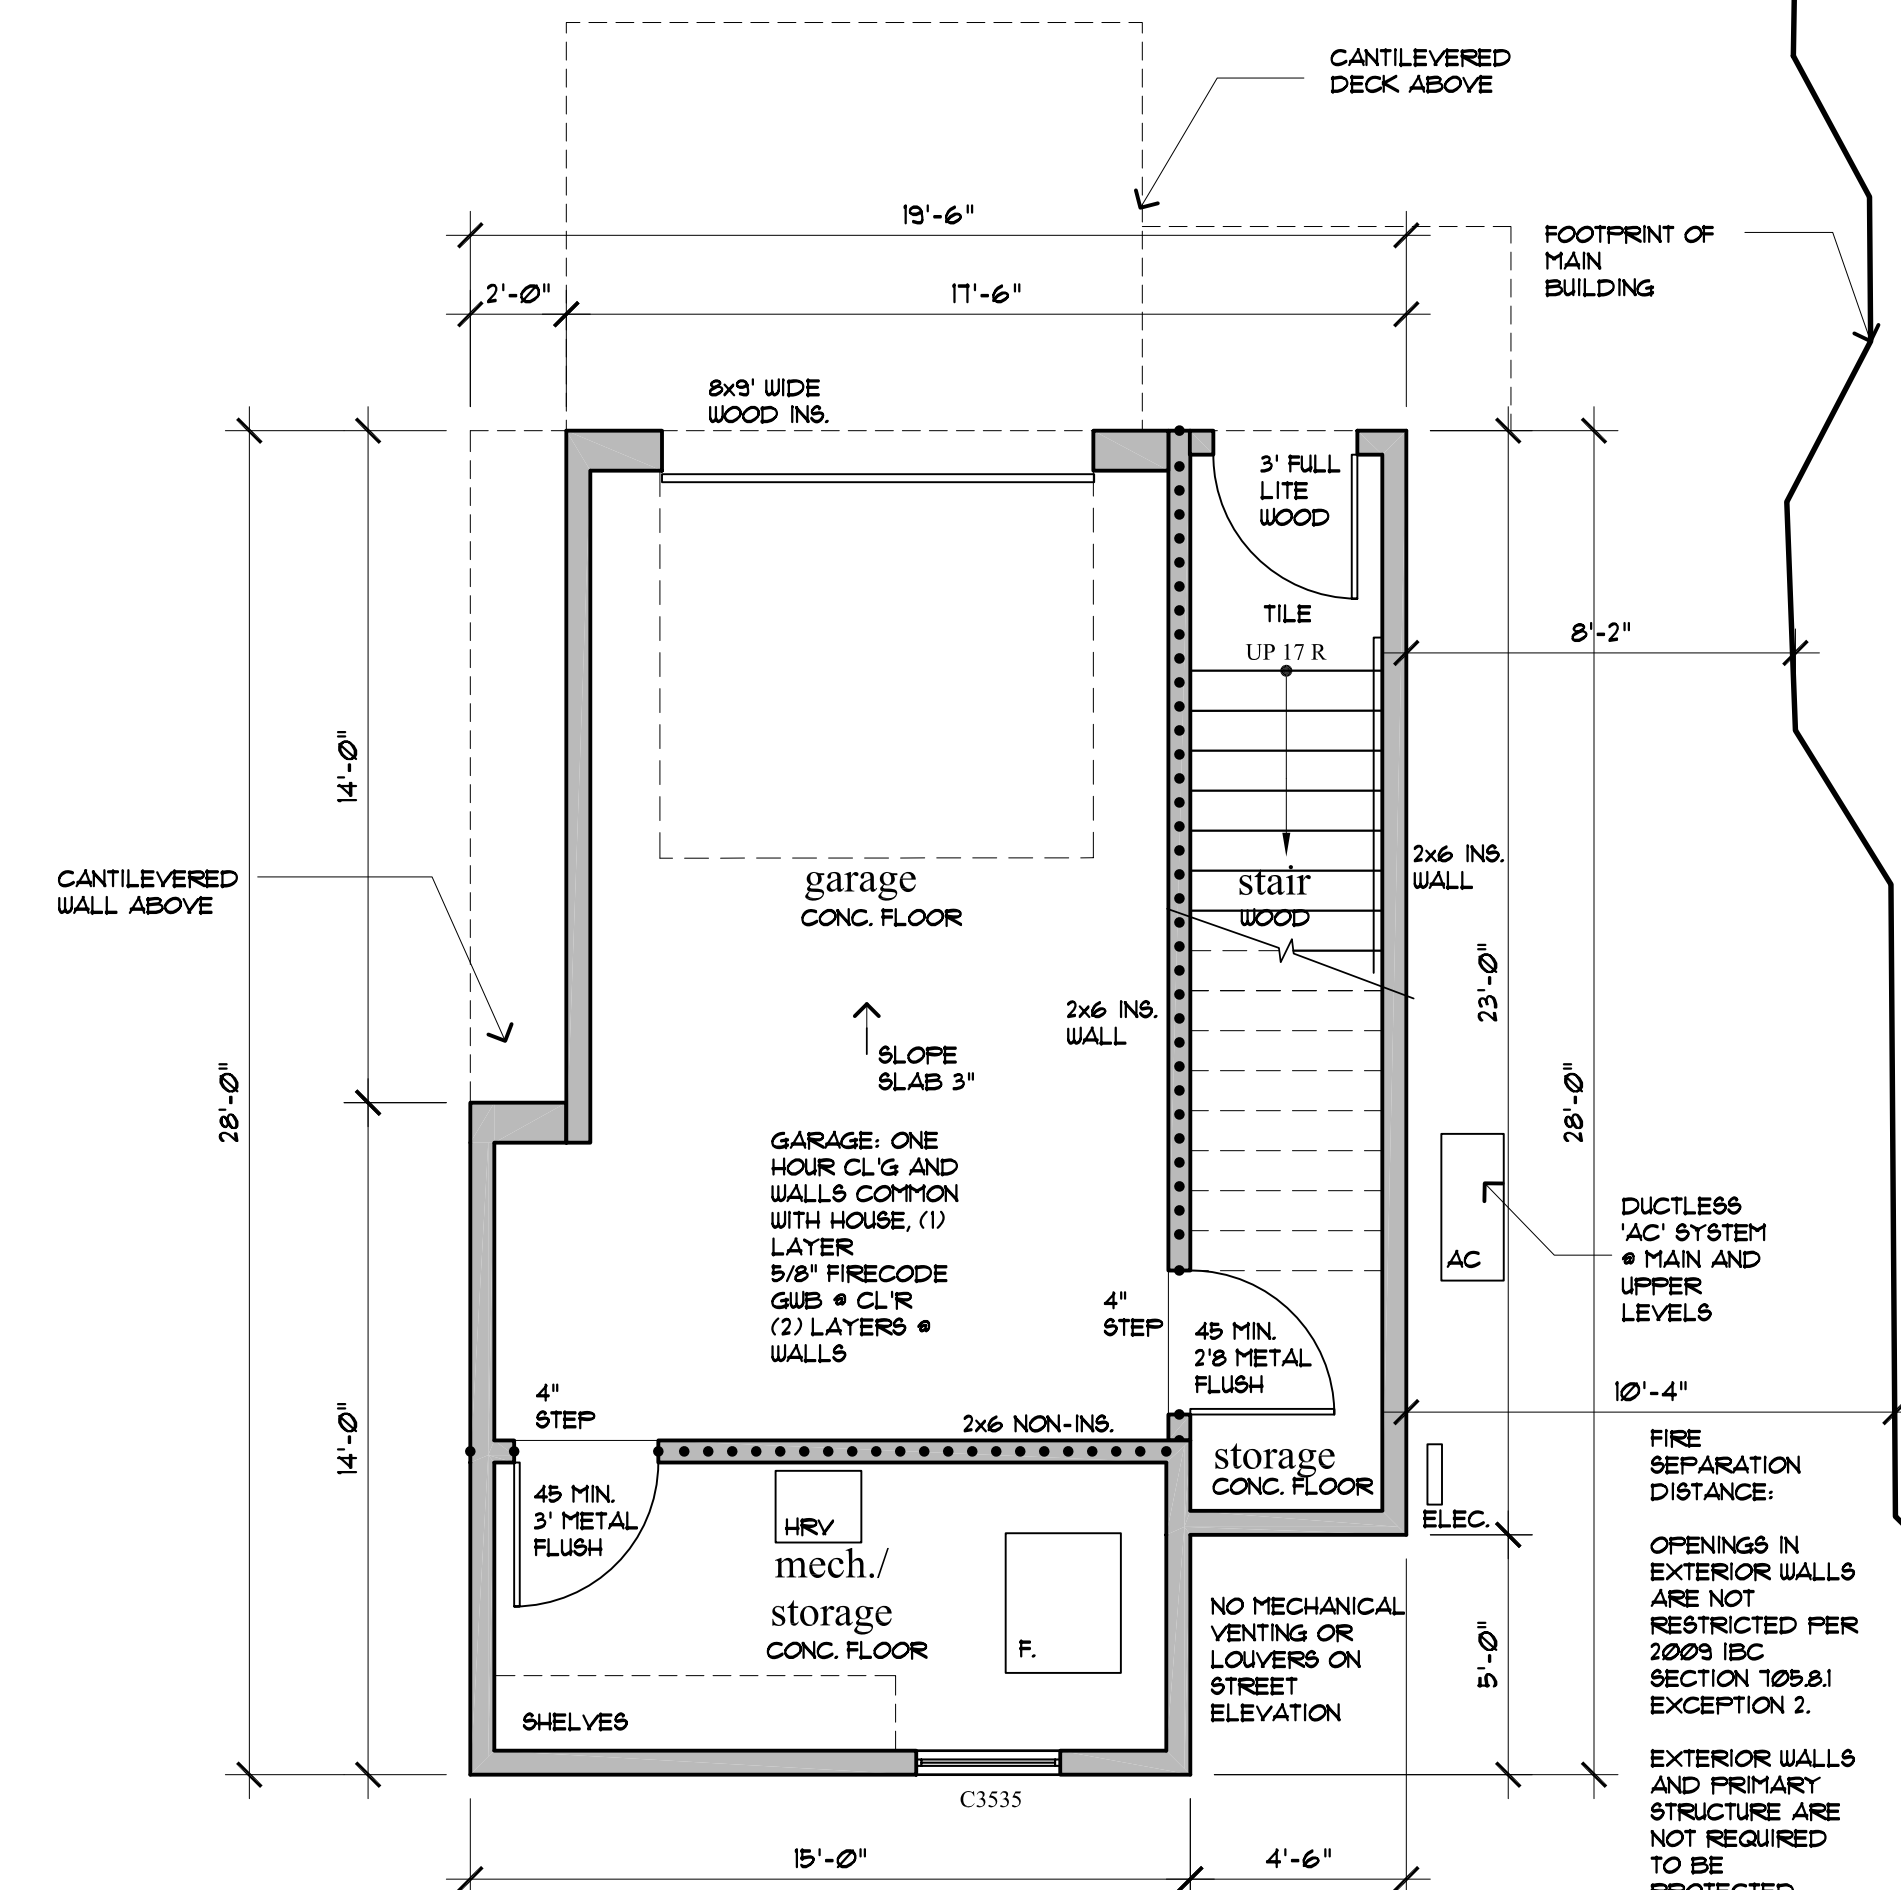 CANTILEVERED
DECK ABOVE
19'-6"
FOOTPRINT OF
MAIN
BUILDING
2'-0"
17'-6"
8x9' WIDE
WOOD INS.
3' FULL
LITE
WOOD
TILE
UP 17 R
8'-2"
14'-0"
CANTILEVERED
WALL ABOVE
garage
CONC. FLOOR
stair
WOOD
2x6 INS.
WALL
23'-0"
2x6 INS.
WALL
SLOPE
SLAB 3"
28'-0"
28'-0"
GARAGE: ONE
HOUR CL'G AND
WALLS COMMON
WITH HOUSE, (1)
LAYER
5/8" FIRECODE
GWB @ CL'R
(2) LAYERS @
WALLS
AC
DUCTLESS
'AC' SYSTEM
@ MAIN AND
UPPER
LEVELS
4"
STEP
45 MIN.
2'8 METAL
FLUSH
10'-4"
14'-0"
4"
STEP
2x6 NON-INS.
storage
CONC. FLOOR
ELEC.
45 MIN.
3' METAL
FLUSH
HRV
mech./
storage
CONC. FLOOR
F.
SHELVES
NO MECHANICAL
VENTING OR
LOUVERS ON
STREET
ELEVATION
5'-0"
FIRE
SEPARATION
DISTANCE:
OPENINGS IN
EXTERIOR WALLS
ARE NOT
RESTRICTED PER
2009 IBC
SECTION 705.8.1
EXCEPTION 2.
EXTERIOR WALLS
AND PRIMARY
STRUCTURE ARE
NOT REQUIRED
TO BE
PROTECTED
C3535
15'-0"
4'-6"